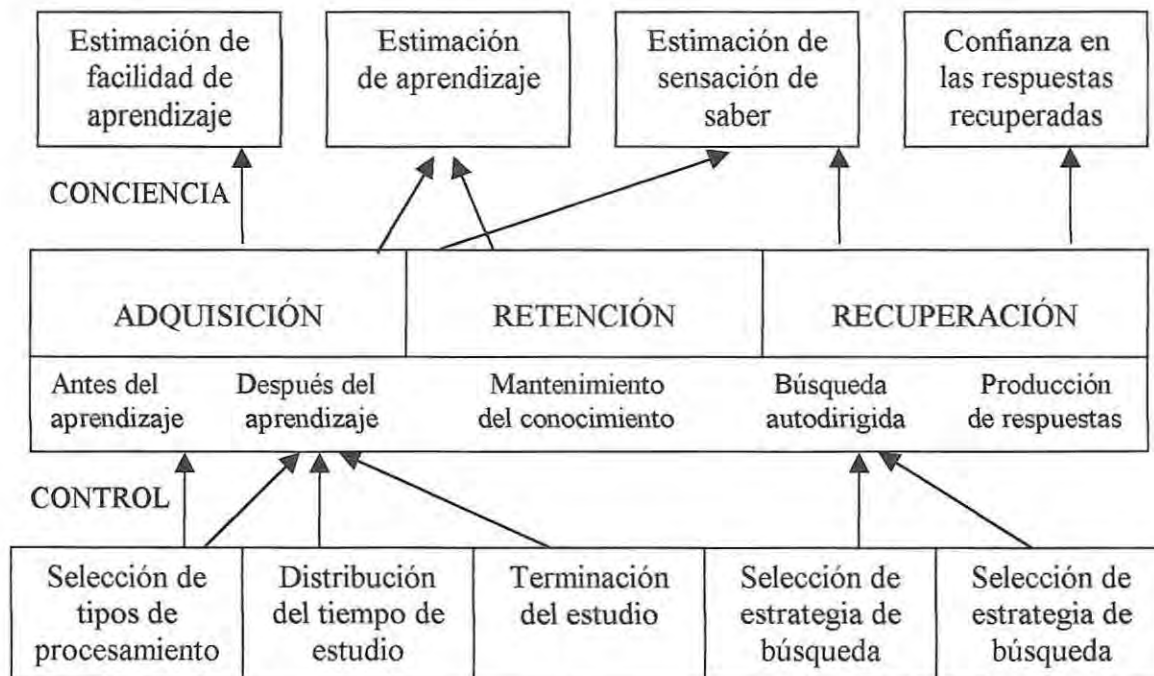 Estimación de
facilidad de
aprendizaje
Estimación
de aprendizaje
Estimación de
sensación de
saber
Confianza en
las respuestas
recuperadas
CONCIENCIA
ADQUISICIÓN
RETENCIÓN
RECUPERACIÓN
Antes del
aprendizaje
Después del
aprendizaje
Mantenimiento
del conocimiento
Búsqueda
autodirigida
Producción
de respuestas
CONTROL
Selección de
tipos de
procesamiento
Distribución
del tiempo de
estudio
Terminación
del estudio
Selección de
estrategia de
búsqueda
Selección de
estrategia de
búsqueda